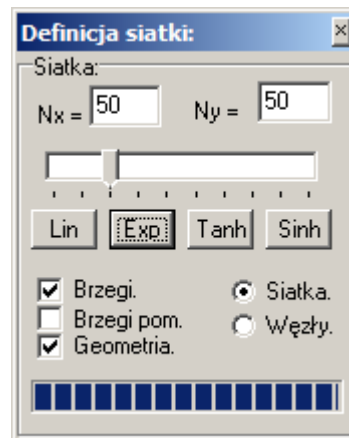 Definicja siatki:
Siatka:
Nx = 50 Ny = 50
Lin Exp Tanh Sinh
Brzegi. Siatka.
Brzegi pom. Węzły.
Geometria.